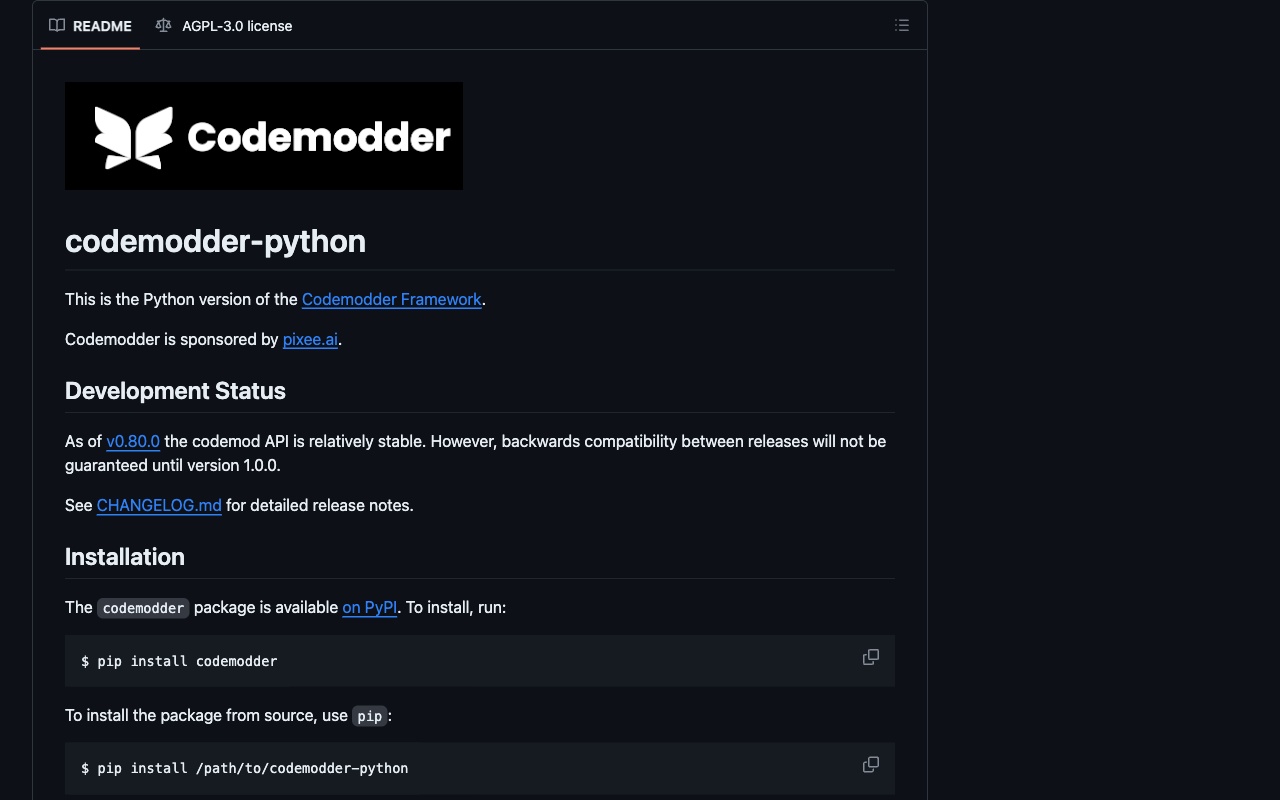 README
AGPL-3.0 license
Codemodder
codemodder-python
This is the Python version of the Codemodder Framework.
Codemodder is sponsored by pixee.ai.
Development Status
As of v0.80.0 the codemod API is relatively stable. However, backwards compatibility between releases will not be
guaranteed until version 1.0.0.
See CHANGELOG.md for detailed release notes.
Installation
The codemodder package is available on PyPI. To install, run:
$ pip install codemodder
To install the package from source, use pip:
$ pip install /path/to/codemodder-python